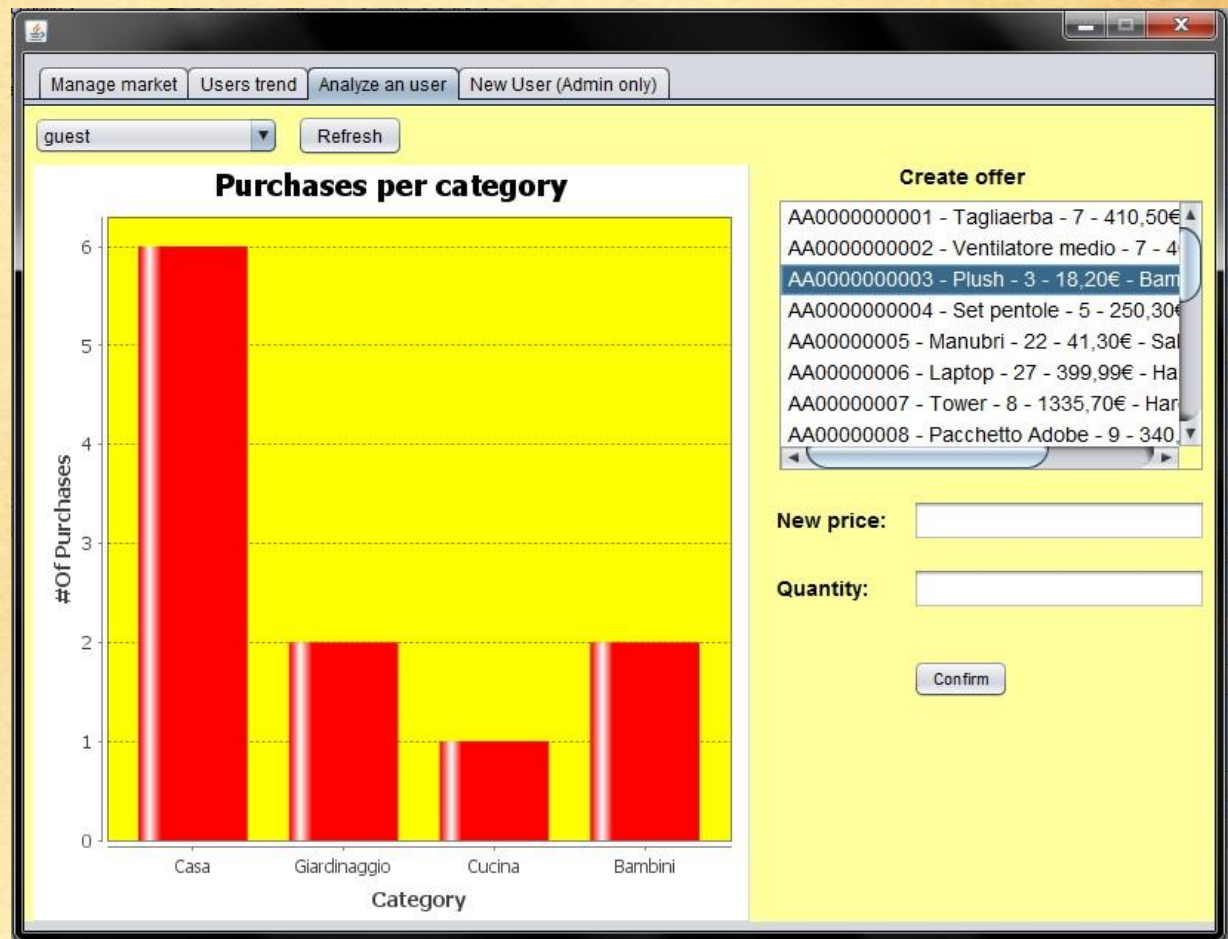 Manage market Users trend Analyze an user New User (Admin only)
guest Refresh
Purchases per category
6
5
4
3
2
1
0
#Of Purchases
Casa Giardinaggio Cucina Bambini
Category
Create offer
AA0000000001 - Tagliaerba - 7 - 410,50€
AA0000000002 - Ventilatore medio - 7 - 4
AA0000000003 - Plush - 3 - 18,20€ - Bam
AA0000000004 - Set pentole - 5 - 250,30€
AA00000005 - Manubri - 22 - 41,30€ - Sal
AA00000006 - Laptop - 27 - 399,99€ - Ha
AA00000007 - Tower - 8 - 1335,70€ - Har
AA00000008 - Pacchetto Adobe - 9 - 340,
New price:
Quantity:
Confirm